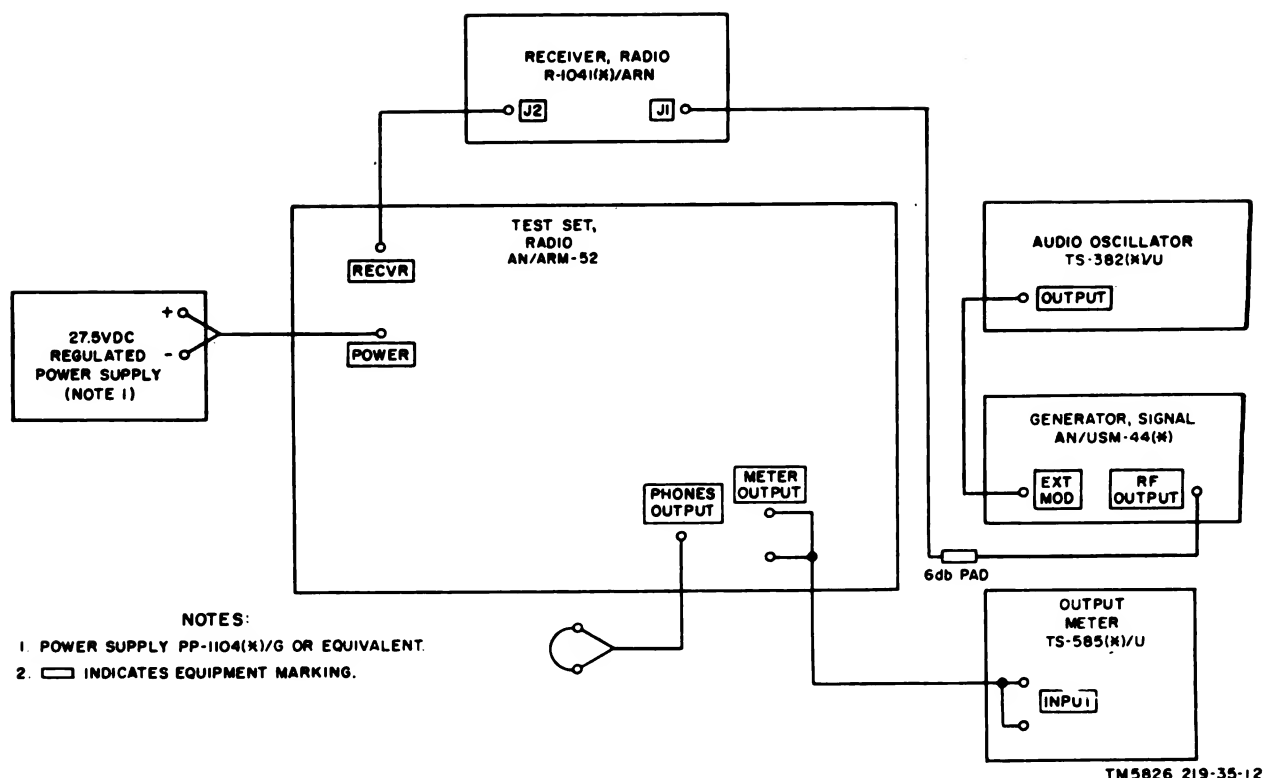 RECEIVER, RADIO
R-1041(*)/ARN
J2
J1
TEST SET,
RADIO
AN/ARM-52
RECVR
POWER
27.5VDC
REGULATED
POWER SUPPLY
(NOTE 1)
+
-
AUDIO OSCILLATOR
TS-382(*)/U
OUTPUT
GENERATOR, SIGNAL
AN/USM-44(*)
EXT
MOD
RF
OUTPUT
PHONES
OUTPUT
METER
OUTPUT
6db PAD
OUTPUT
METER
TS-585(*)/U
INPUT
NOTES:
1. POWER SUPPLY PP-1104(*)/G OR EQUIVALENT.
2. INDICATES EQUIPMENT MARKING.
TM5826 219-35-12